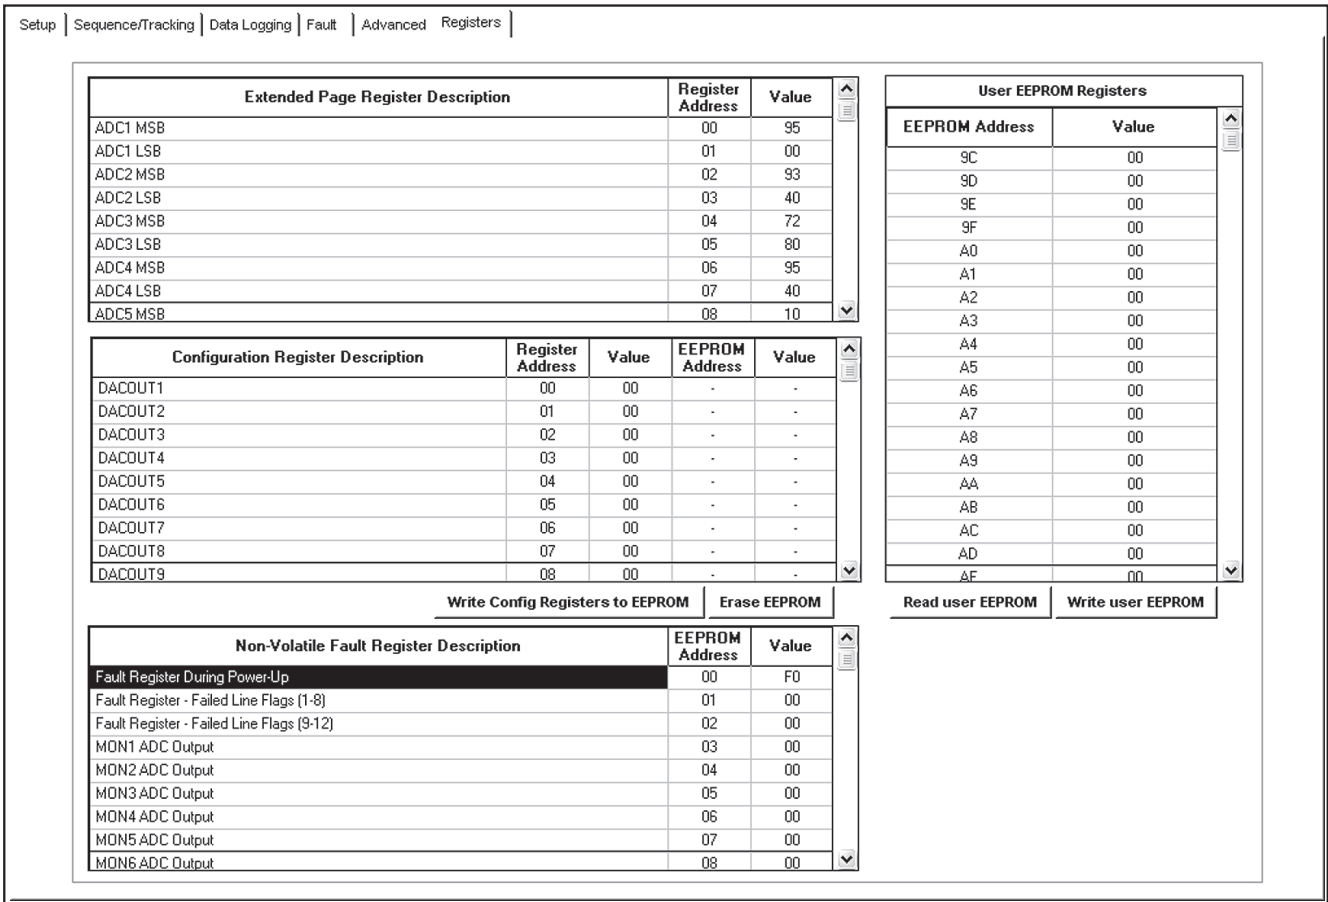 Setup Sequence/Tracking Data Logging Fault Advanced Registers
Extended Page Register Description Register Address Value
ADC1 MSB 00 95
ADC1 LSB 01 00
ADC2 MSB 02 93
ADC2 LSB 03 40
ADC3 MSB 04 72
ADC3 LSB 05 80
ADC4 MSB 06 95
ADC4 LSB 07 40
ADC5 MSB 08 10
Configuration Register Description Register Address Value EEPROM Address Value
DACOUT1 00 00 - -
DACOUT2 01 00 - -
DACOUT3 02 00 - -
DACOUT4 03 00 - -
DACOUT5 04 00 - -
DACOUT6 05 00 - -
DACOUT7 06 00 - -
DACOUT8 07 00 - -
DACOUT9 08 00 - -
Write Config Registers to EEPROM Erase EEPROM
Non-Volatile Fault Register Description EEPROM Address Value
Fault Register During Power-Up 00 F0
Fault Register - Failed Line Flags (1-8) 01 00
Fault Register - Failed Line Flags (9-12) 02 00
MON1 ADC Output 03 00
MON2 ADC Output 04 00
MON3 ADC Output 05 00
MON4 ADC Output 06 00
MON5 ADC Output 07 00
MON6 ADC Output 08 00
User EEPROM Registers
EEPROM Address Value
9C 00
9D 00
9E 00
9F 00
A0 00
A1 00
A2 00
A3 00
A4 00
A5 00
A6 00
A7 00
A8 00
A9 00
AA 00
AB 00
AC 00
AD 00
AE 00
Read user EEPROM Write user EEPROM